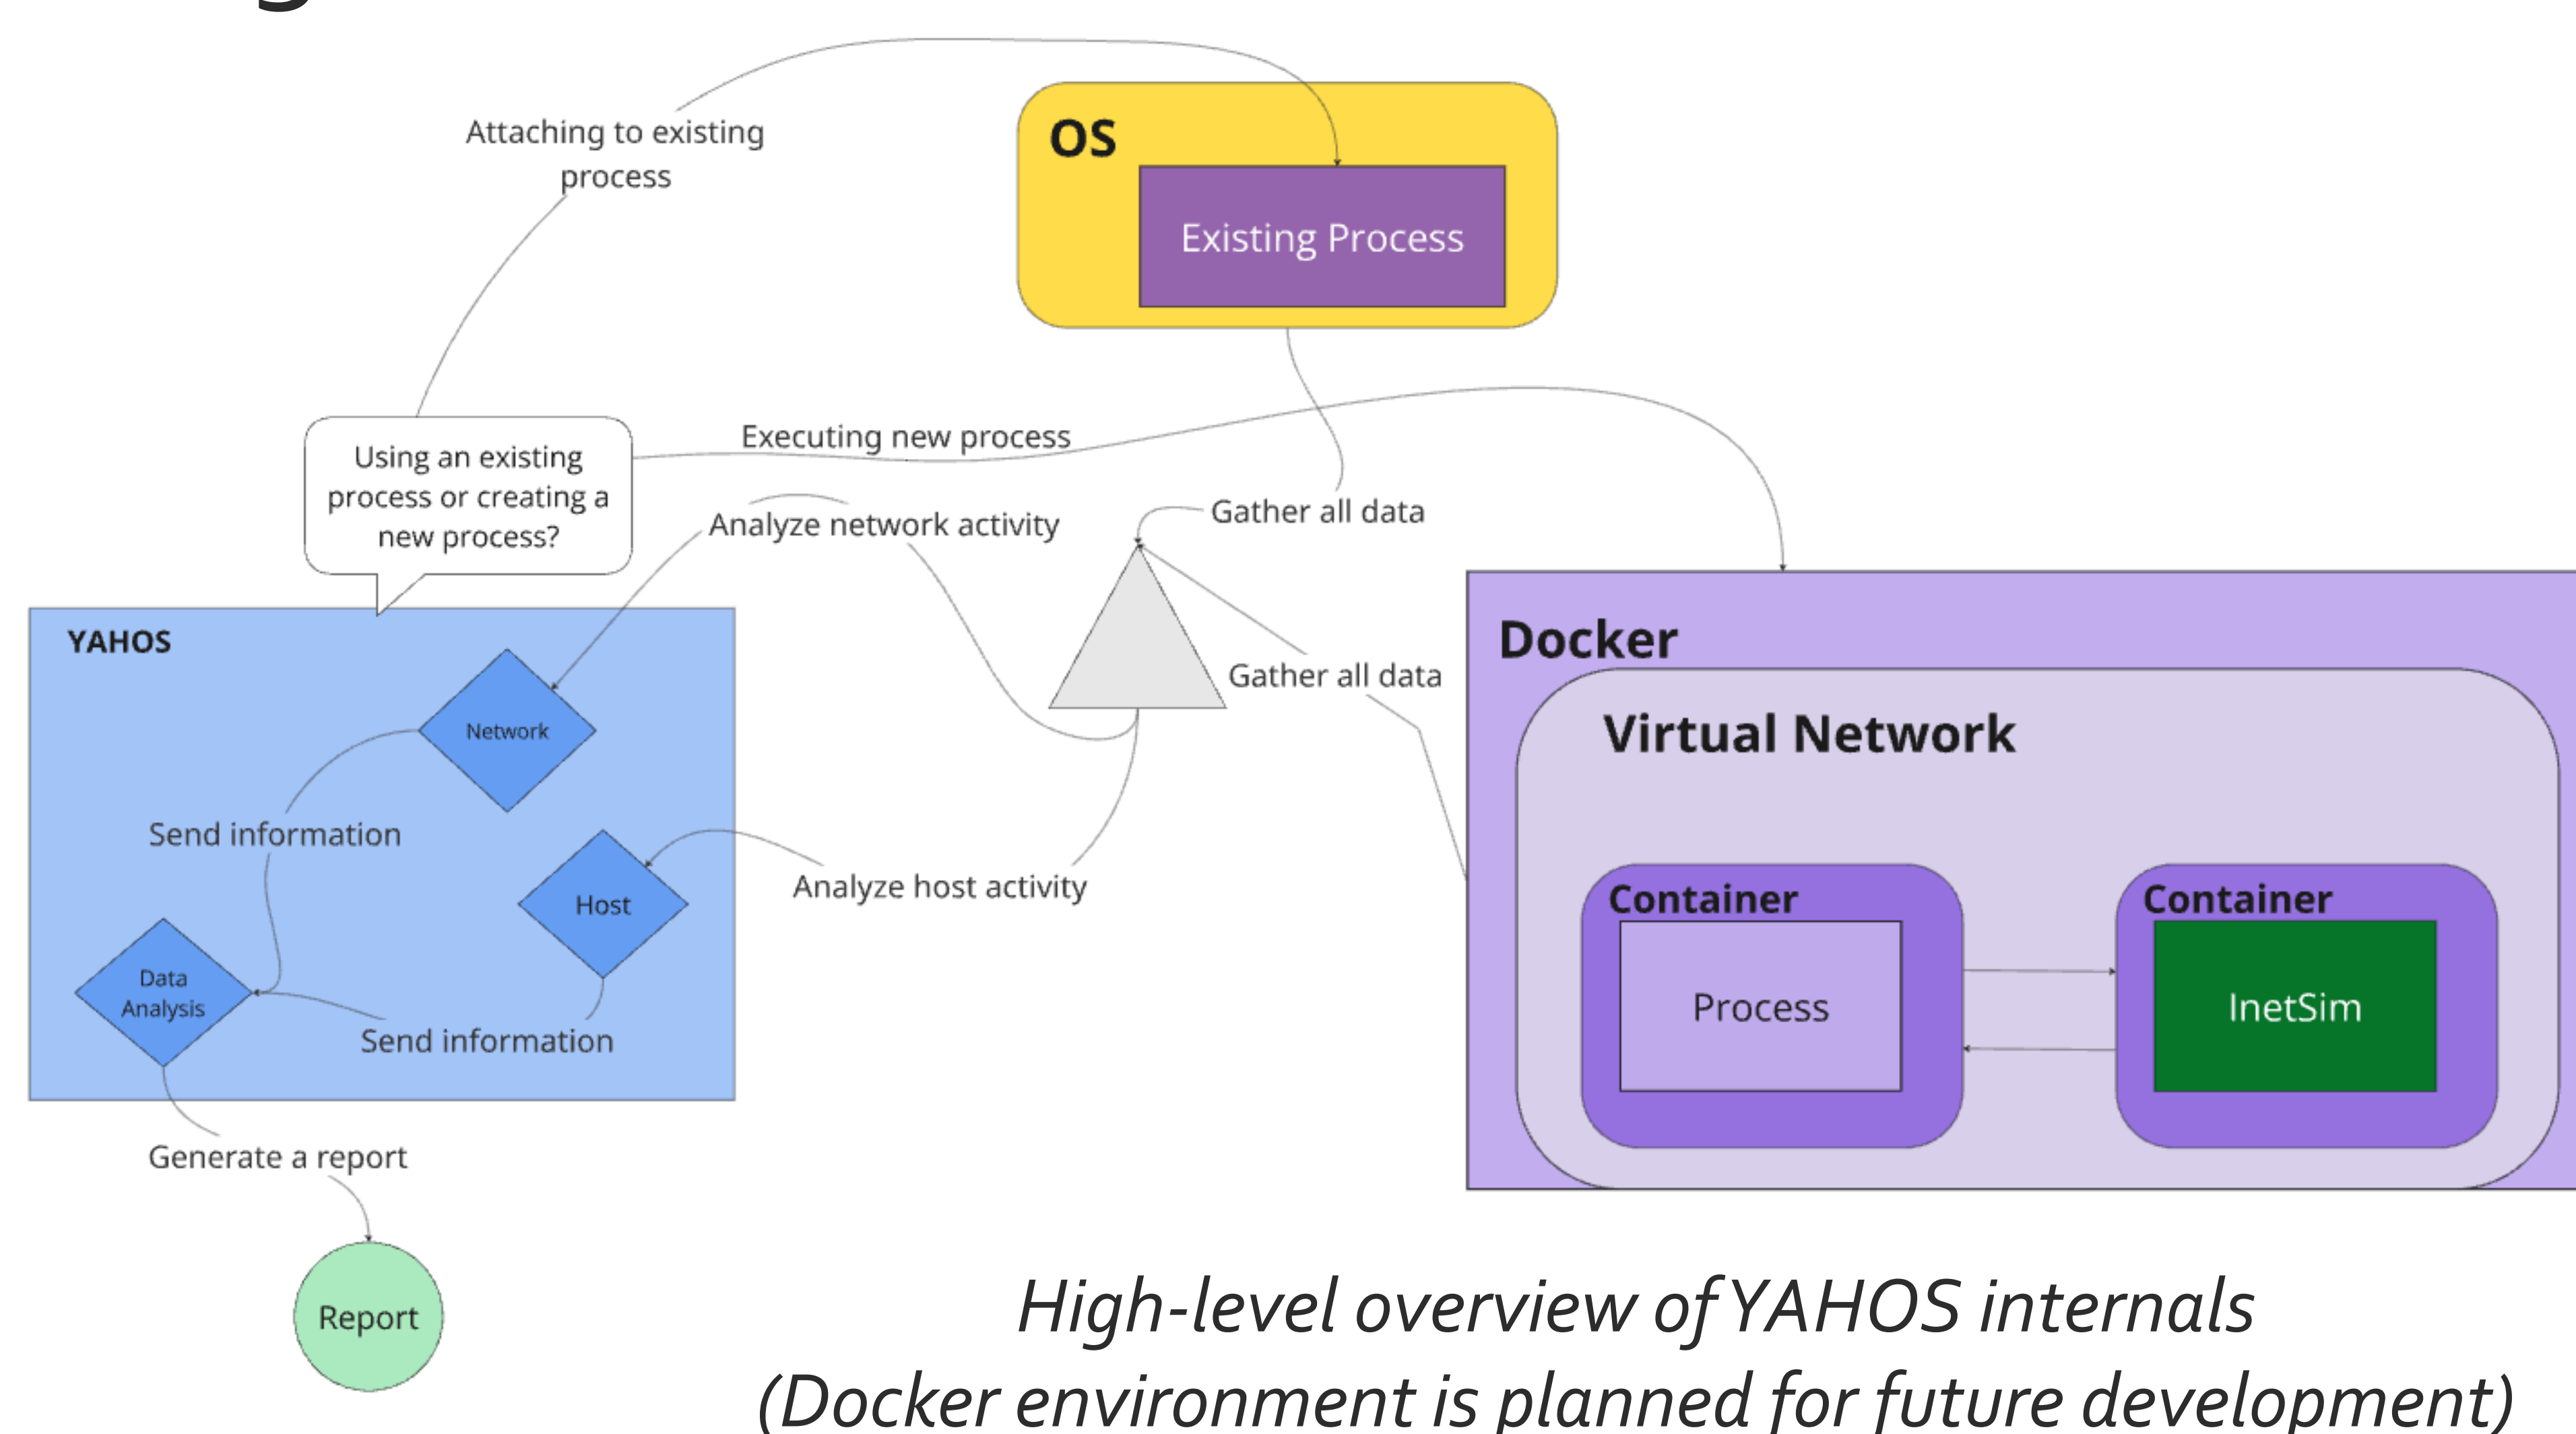 Attaching to existing
process
OS
Existing Process
Executing new process
Using an existing
process or creating a
new process?
Analyze network activity
Gather all data
YAHOS
Docker
Gather all data
Network
Virtual Network
Send information
Analyze host activity
Host
Container
Container
Data
Analysis
Process
InetSim
Send information
Generate a report
Report
High-level overview of YAHOS internals
(Docker environment is planned for future development)